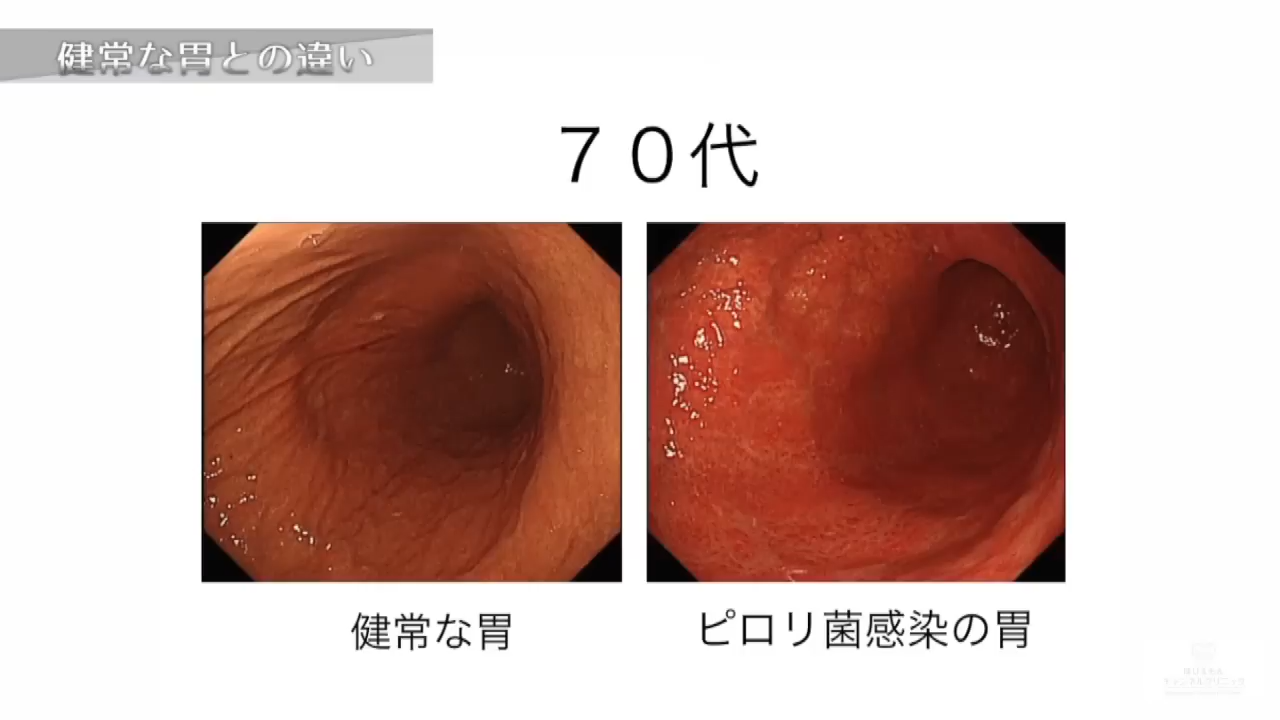 健常な胃との違い
７０代
健常な胃
ピロリ菌感染の胃